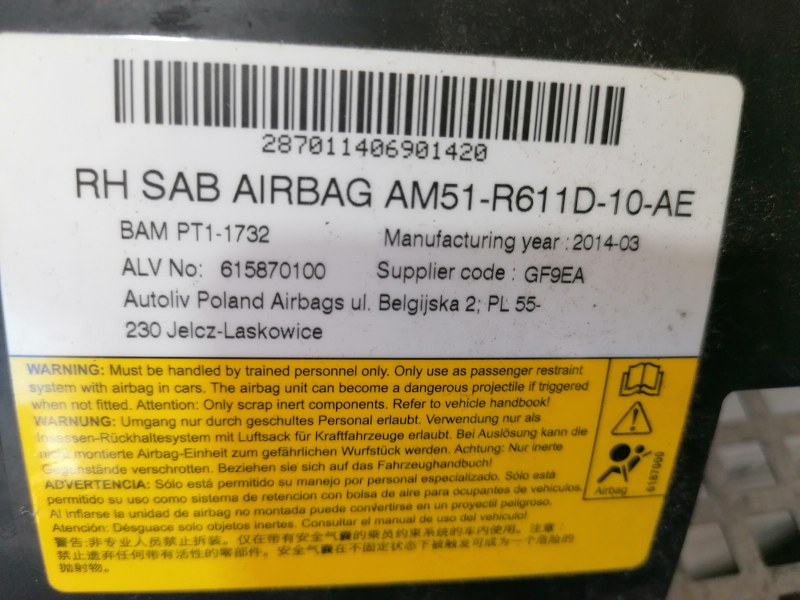 287011406901420
RH SAB AIRBAG AM51-R611D-10-AE
BAM PT1-1732
Manufacturing year : 2014-03
ALV No: 615870100
Supplier code : GF9EA
Autoliv Poland Airbags ul. Belgijska 2; PL 55-
230 Jelcz-Laskowice
WARNING: Must be handled by trained personnel only. Only use as passenger restraint
system with airbag in cars. The airbag unit can become a dangerous projectile if triggered
when not fitted. Attention: Only scrap inert components. Refer to vehicle handbook!
WARNUNG: Umgang nur durch geschultes Personal erlaubt. Verwendung nur als
Insassen-Rückhaltesystem mit Luftsack für Kraftfahrzeuge erlaubt. Bei Auslösung kann die
nicht montierte Airbag-Einheit zum gefährlichen Wurfstück werden. Achtung: Nur inerte
Gegenstände verschrotten. Beziehen sie sich auf das Fahrzeughandbuch!
ADVERTENCIA: Sólo está permitido su manejo por personal especializado. Sólo está
permitido su uso como sistema de retencion con bolsa de aire para ocupantes de vehiculos.
Al inflarse la unidad de airbag no montada puede convertirse en un proyectil peligroso.
Atención: Désguace solo objetos inertes. Consultar el manual de uso del vehículo!
警告:非专业人员禁止拆装。仅在带有安全气囊的乘员约束系统的车内使用。注意:
禁止遗弃任何带有活性的零部件。安全气囊在不固定状态下被触发可成为一个危险的
抛射物。
Airbag
6187000